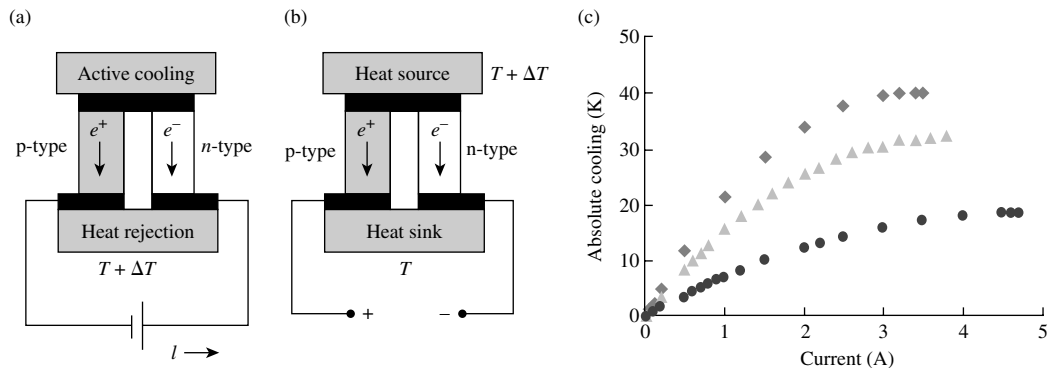 (a)
Active cooling
e+
e−
p-type
n-type
Heat rejection
T + ΔT
l
(b)
Heat source
T + ΔT
e+
e−
p-type
n-type
Heat sink
T
+
−
(c)
Absolute cooling (K)
50
40
30
20
10
0
0
1
2
3
4
5
Current (A)